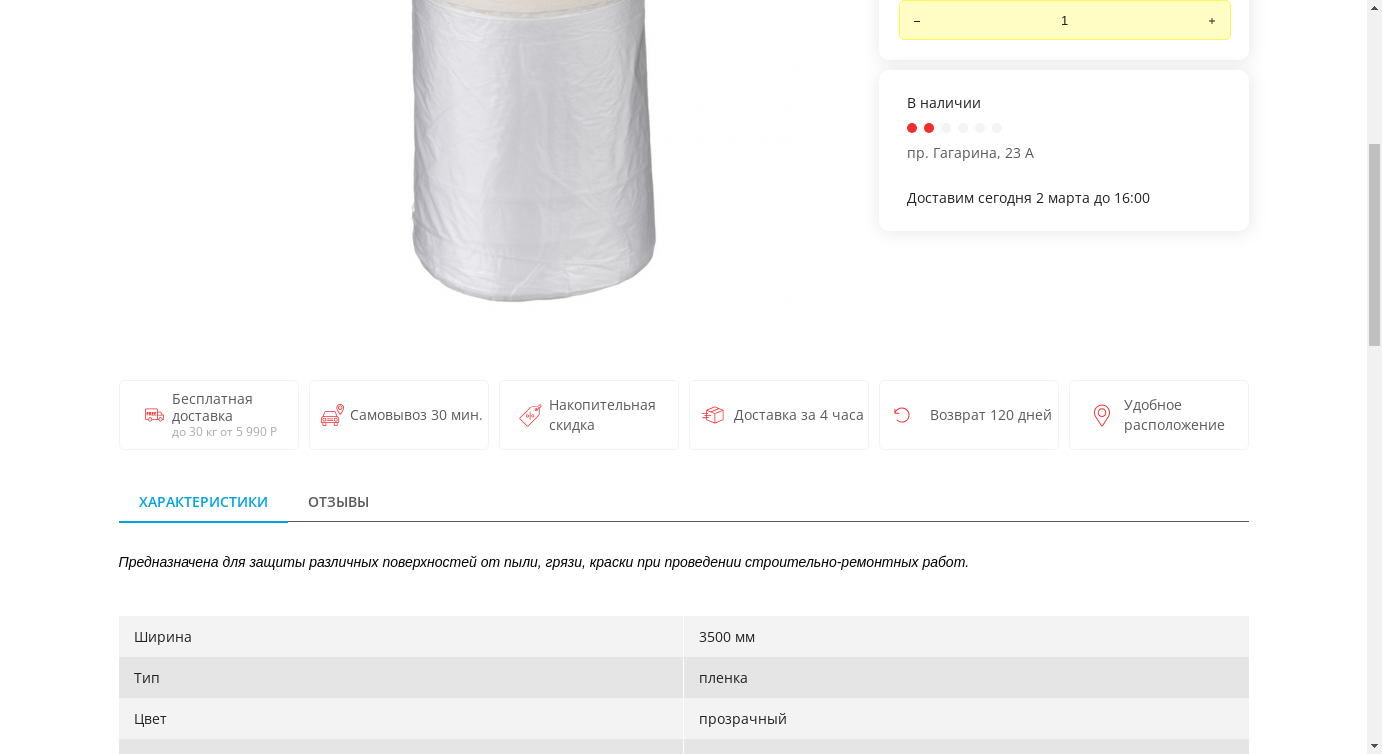 – 1 +
В наличии
пр. Гагарина, 23 А
Доставим сегодня 2 марта до 16:00
Бесплатная
доставка
до 30 кг от 5 990 Р
Самовывоз 30 мин.
Накопительная
скидка
Доставка за 4 часа
Возврат 120 дней
Удобное
расположение
ХАРАКТЕРИСТИКИ ОТЗЫВЫ
Предназначена для защиты различных поверхностей от пыли, грязи, краски при проведении строительно-ремонтных работ.
Ширина 3500 мм
Тип пленка
Цвет прозрачный